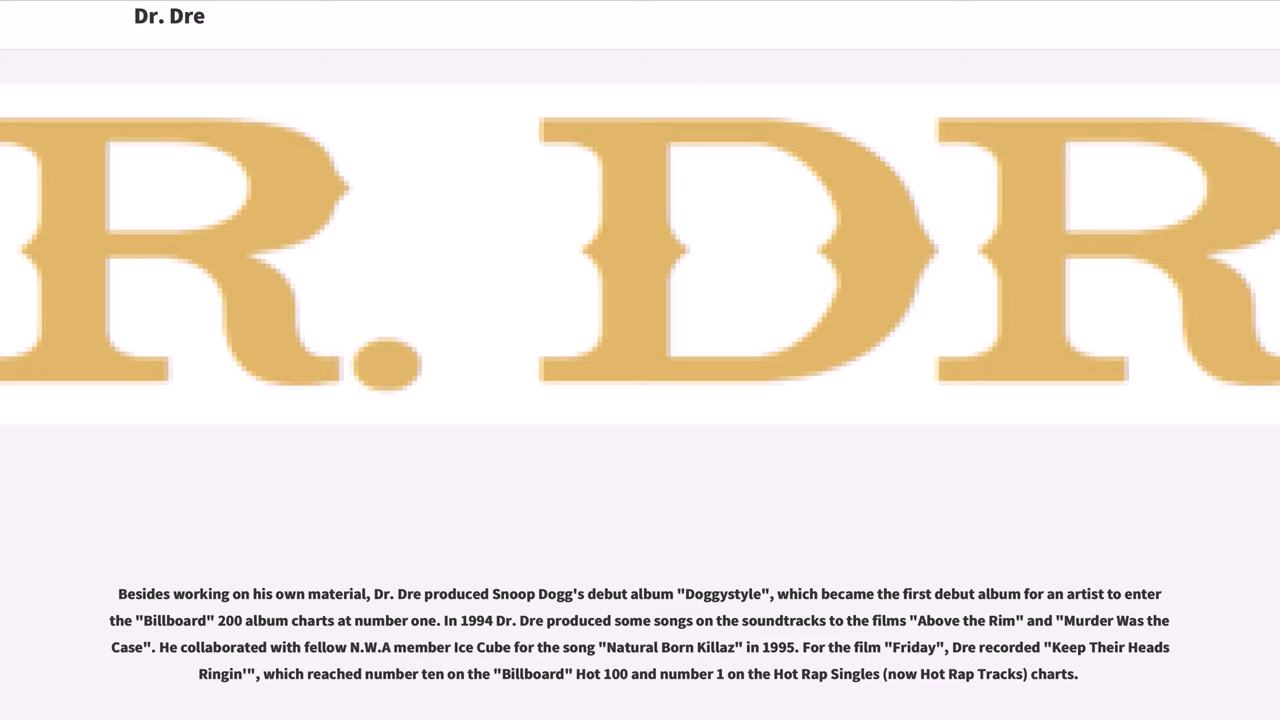 Dr. Dre
R. DR
Besides working on his own material, Dr. Dre produced Snoop Dogg's debut album "Doggystyle", which became the first debut album for an artist to enter
the "Billboard" 200 album charts at number one. In 1994 Dr. Dre produced some songs on the soundtracks to the films "Above the Rim" and "Murder Was the
Case". He collaborated with fellow N.W.A member Ice Cube for the song "Natural Born Killaz" in 1995. For the film "Friday", Dre recorded "Keep Their Heads
Ringin'", which reached number ten on the "Billboard" Hot 100 and number 1 on the Hot Rap Singles (now Hot Rap Tracks) charts.